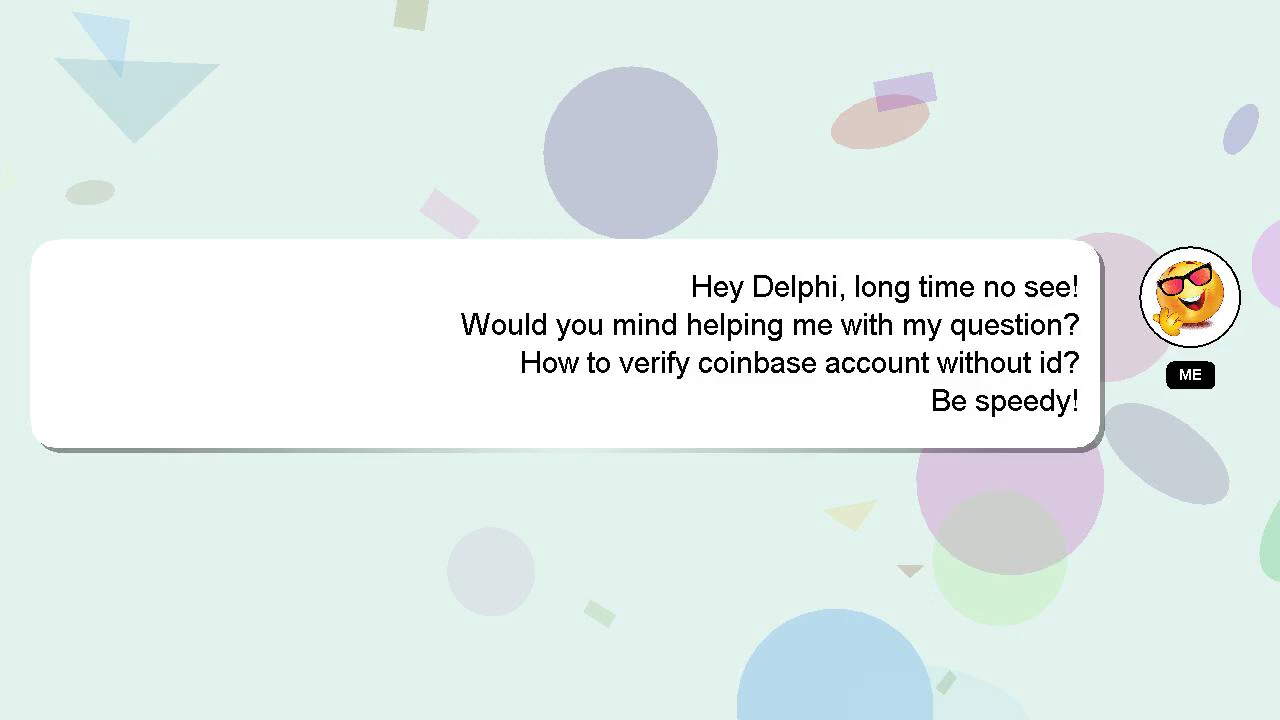 Hey Delphi, long time no see!
Would you mind helping me with my question?
How to verify coinbase account without id?
Be speedy!
ME